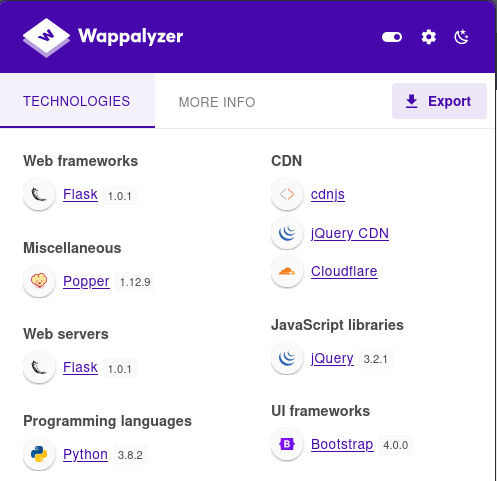 Wappalyzer
TECHNOLOGIES
MORE INFO
Export
Web frameworks
Flask 1.0.1
Miscellaneous
Popper 1.12.9
Web servers
Flask 1.0.1
Programming languages
Python 3.8.2
CDN
cdnjs
jQuery CDN
Cloudflare
JavaScript libraries
jQuery 3.2.1
UI frameworks
Bootstrap 4.0.0